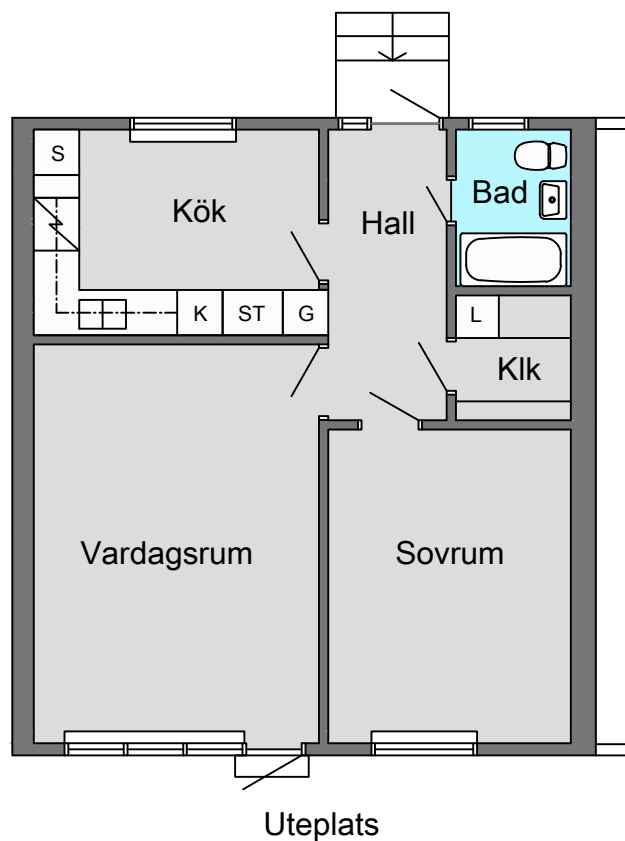 S
Kök
Hall
Bad
K
ST
G
L
Klk
Vardagsrum
Sovrum
Uteplats